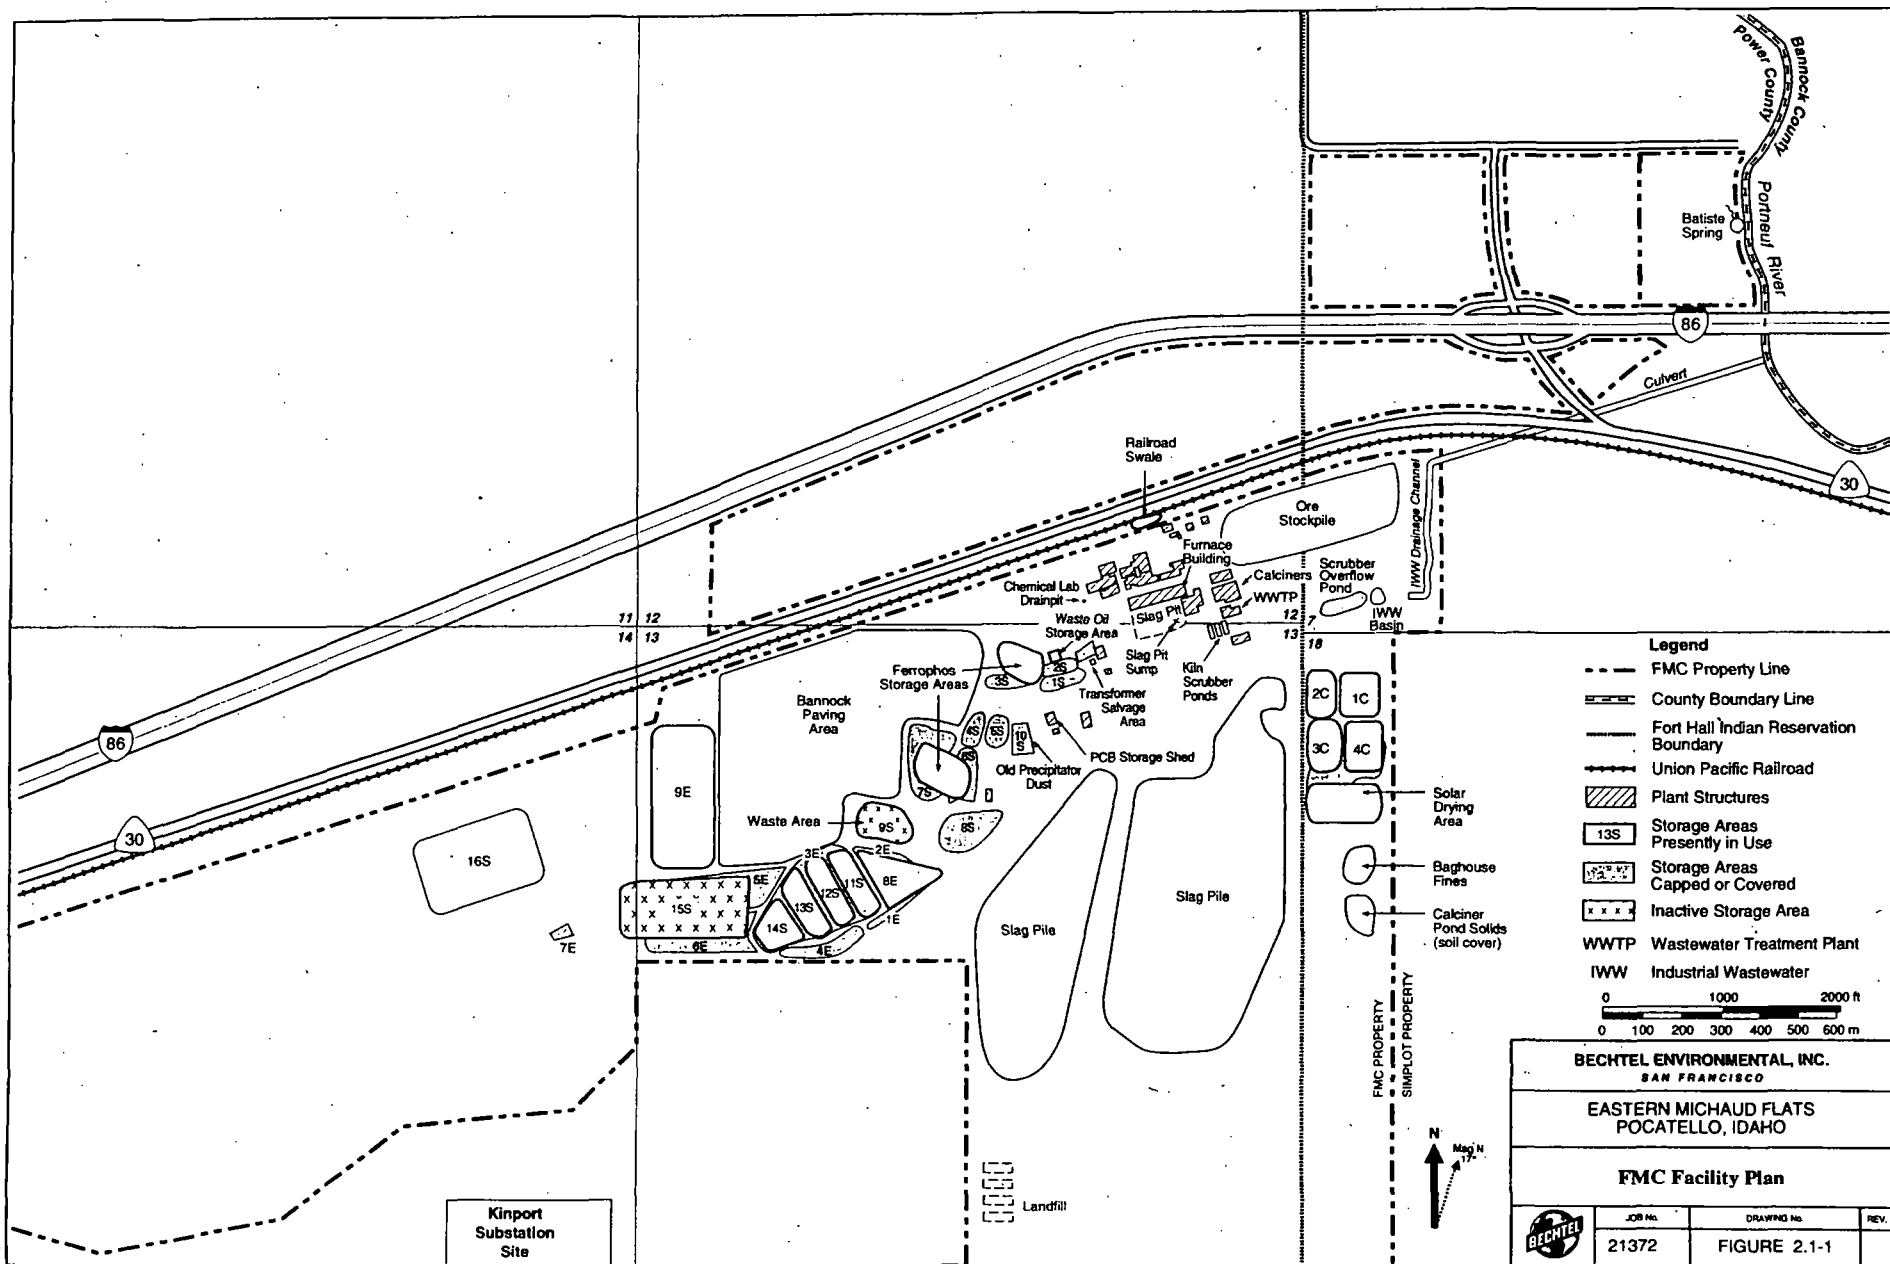 Power County
Bannock County
Portneuf River
Batiste
Spring
86
Culvert
30
Railroad
Swale
Ore
Stockpile
IWW Drainage Channel
Furnace
Building
Scrubber
Overflow
Pond
Calciners
WWTP
Chemical Lab
Drainpit
Slag Pit
IWW
Basin
Waste Oil
Storage Area
11 12
14 13
12 7
13 18
Slag Pit
Sump
Kiln
Scrubber
Ponds
Ferrophos
Storage Areas
3S
2S
1S
Transformer
Salvage
Area
Bannock
Paving
Area
2C
1C
3C
4C
4S
10
S
PCB Storage Shed
Old Precipitator
Dust
7S
86
30
9E
Solar
Drying
Area
Waste Area
9S
8S
16S
3E
2E
5E
8E
11S
12S
13S
14S
15S
1E
4E
6E
7E
Baghouse
Fines
Calciner
Pond Solids
(soil cover)
Slag Pile
Slag Pile
FMC PROPERTY
SIMPLOT PROPERTY
Landfill
Kinport
Substation
Site
N
Mag N
17°
Legend
FMC Property Line
County Boundary Line
Fort Hall Indian Reservation
Boundary
Union Pacific Railroad
Plant Structures
13S
Storage Areas
Presently in Use
Storage Areas
Capped or Covered
x x x x
Inactive Storage Area
WWTP Wastewater Treatment Plant
IWW Industrial Wastewater
0 1000 2000 ft
0 100 200 300 400 500 600 m
BECHTEL ENVIRONMENTAL, INC.
SAN FRANCISCO
EASTERN MICHAUD FLATS
POCATELLO, IDAHO
FMC Facility Plan
BECHTEL
JOB No. DRAWING No. REV.
21372 FIGURE 2.1-1